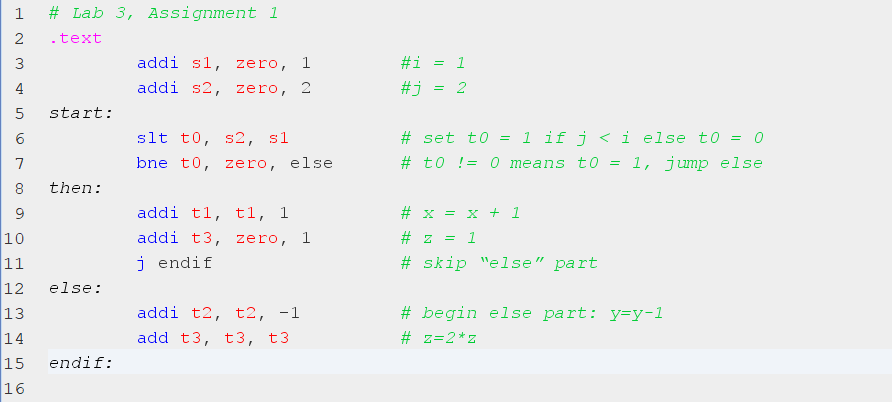 1 # Lab 3, Assignment 1
2 .text
3 addi s1, zero, 1 #i = 1
4 addi s2, zero, 2 #j = 2
5 start:
6 slt t0, s2, s1 # set t0 = 1 if j < i else t0 = 0
7 bne t0, zero, else # t0 != 0 means t0 = 1, jump else
8 then:
9 addi t1, t1, 1 # x = x + 1
10 addi t3, zero, 1 # z = 1
11 j endif # skip “else” part
12 else:
13 addi t2, t2, -1 # begin else part: y=y-1
14 add t3, t3, t3 # z=2*z
15 endif:
16